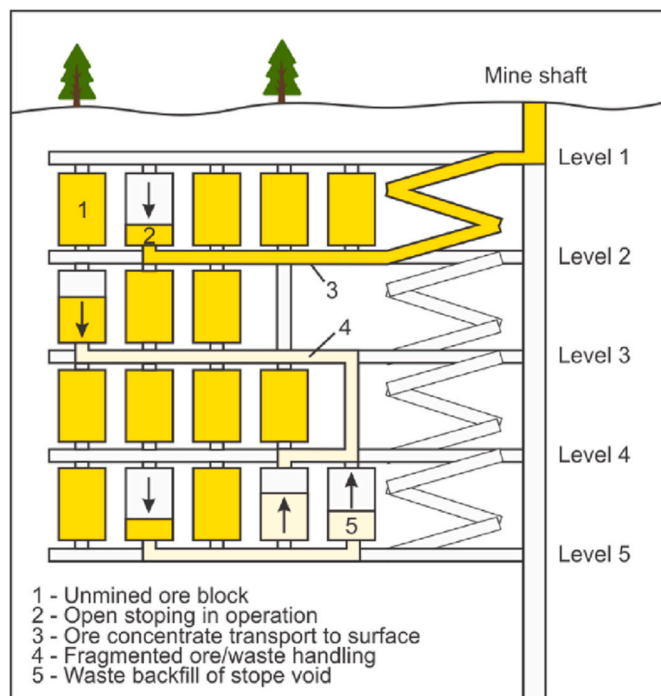 Mine shaft
Level 1
1
2
Level 2
3
4
Level 3
Level 4
5
Level 5
1 - Unmined ore block
2 - Open stoping in operation
3 - Ore concentrate transport to surface
4 - Fragmented ore/waste handling
5 - Waste backfill of stope void